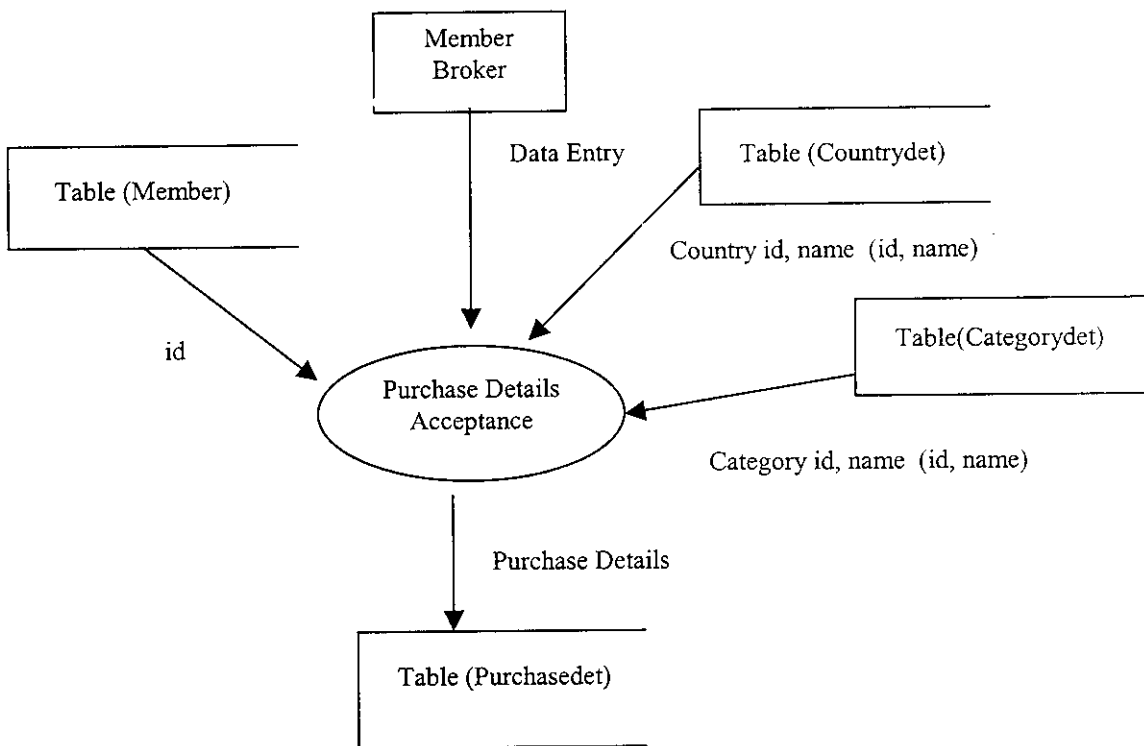 Member
Broker
Data Entry
Table (Countrydet)
Table (Member)
Country id, name (id, name)
Table(Categorydet)
id
Purchase Details
Acceptance
Category id, name (id, name)
Purchase Details
Table (Purchasedet)